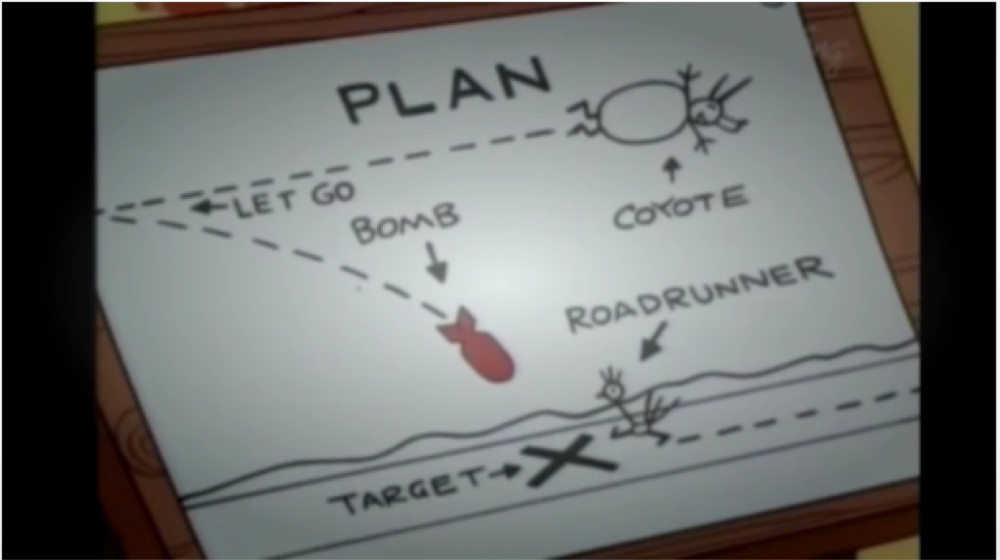 PLAN
LET GO
BOMB
COYOTE
ROADRUNNER
TARGET